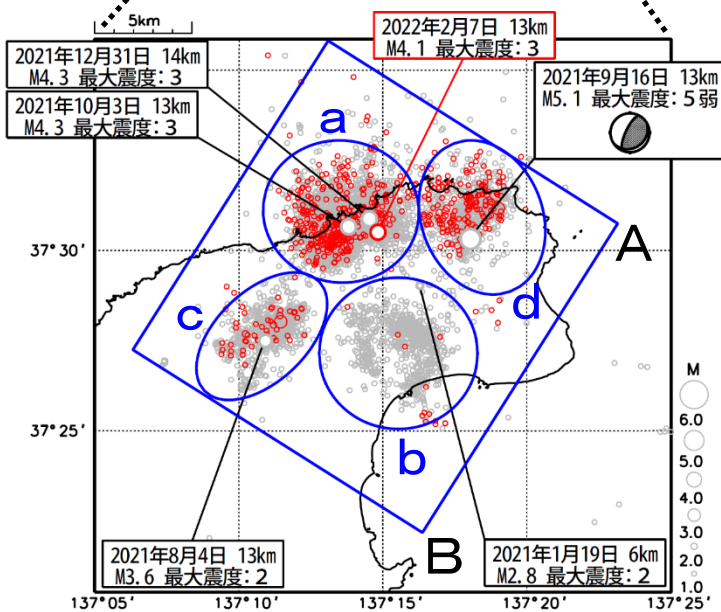 5km
2021年12月31日 14km
M4.3 最大震度:3
2022年2月7日 13km
M4.1 最大震度:3
2021年9月16日 13km
M5.1 最大震度:5弱
2021年10月3日 13km
M4.3 最大震度:3
a
A
37°30′
d
c
M
6.0
5.0
4.0
3.0
2.0
1.0
37°25′
b
B
2021年8月4日 13km
M3.6 最大震度:2
2021年1月19日 6km
M2.8 最大震度:2
137°05′
137°10′
137°15′
137°20′
137°25′